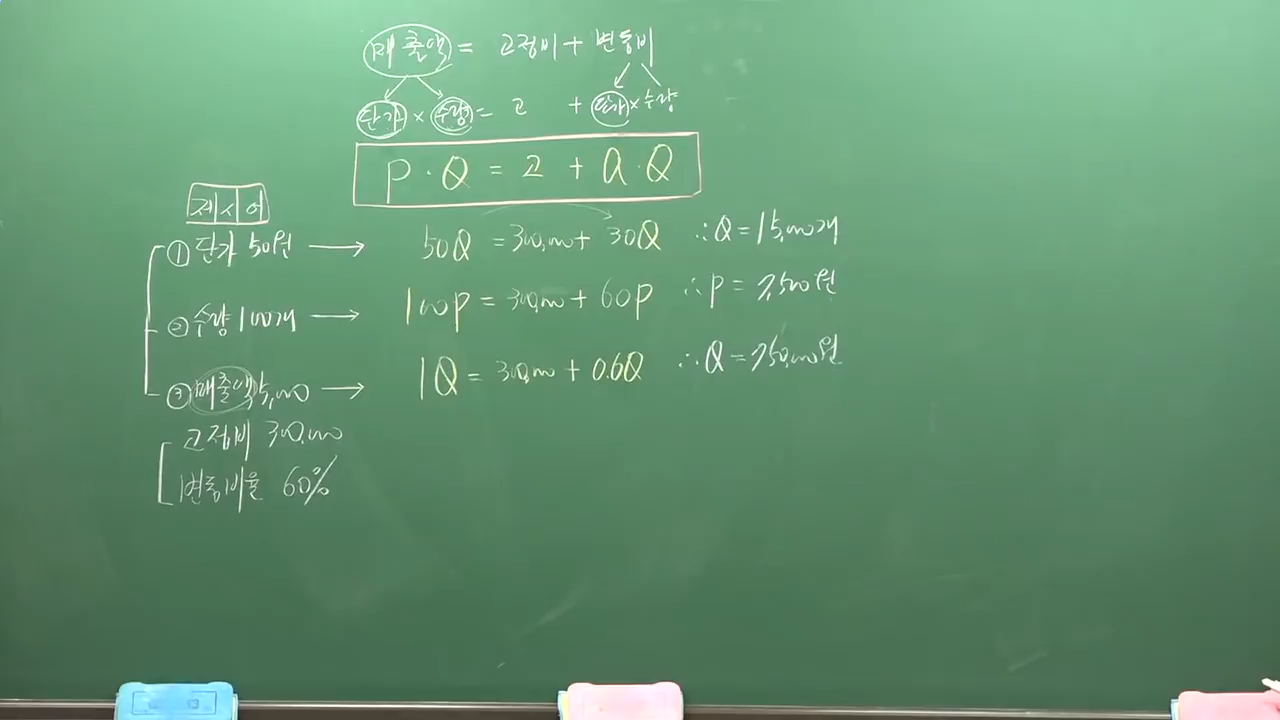 매출액 = 고정비 + 변동비
단가 × 수량 = 고 + 단가 × 수량
P · Q = 고 + a · Q
제시어
① 단가 50원 → 50Q = 300,000 + 30Q ∴ Q = 15,000개
② 수량 100개 → 100P = 300,000 + 60P ∴ P = 7,500원
③ 매출액 5,000 → 1Q = 300,000 + 0.6Q ∴ Q = 750,000원
고정비 300,000
변동비율 60%